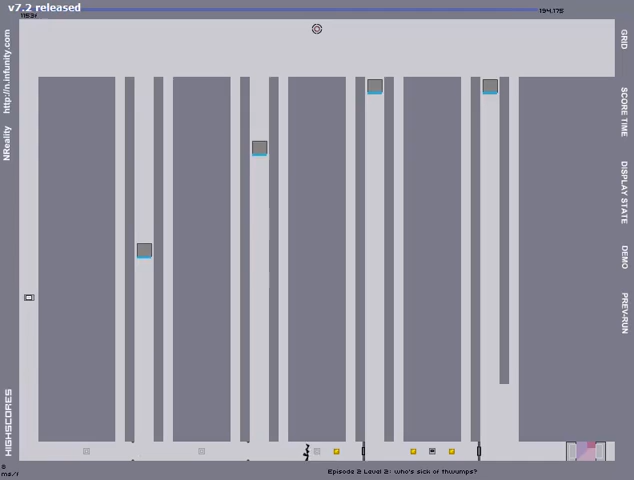 v7.2 released
194.175
http://n.infunity.com
NReality
HIGHSCORES
GRID
SCORE TIME
DISPLAY STATE
DEMO
PREV-RUN
Episode 2 Level 2: who's sick of thwumps?